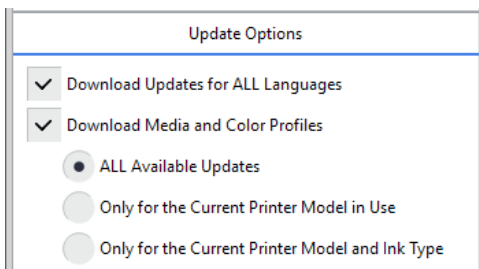 Update Options
Download Updates for ALL Languages
Download Media and Color Profiles
ALL Available Updates
Only for the Current Printer Model in Use
Only for the Current Printer Model and Ink Type